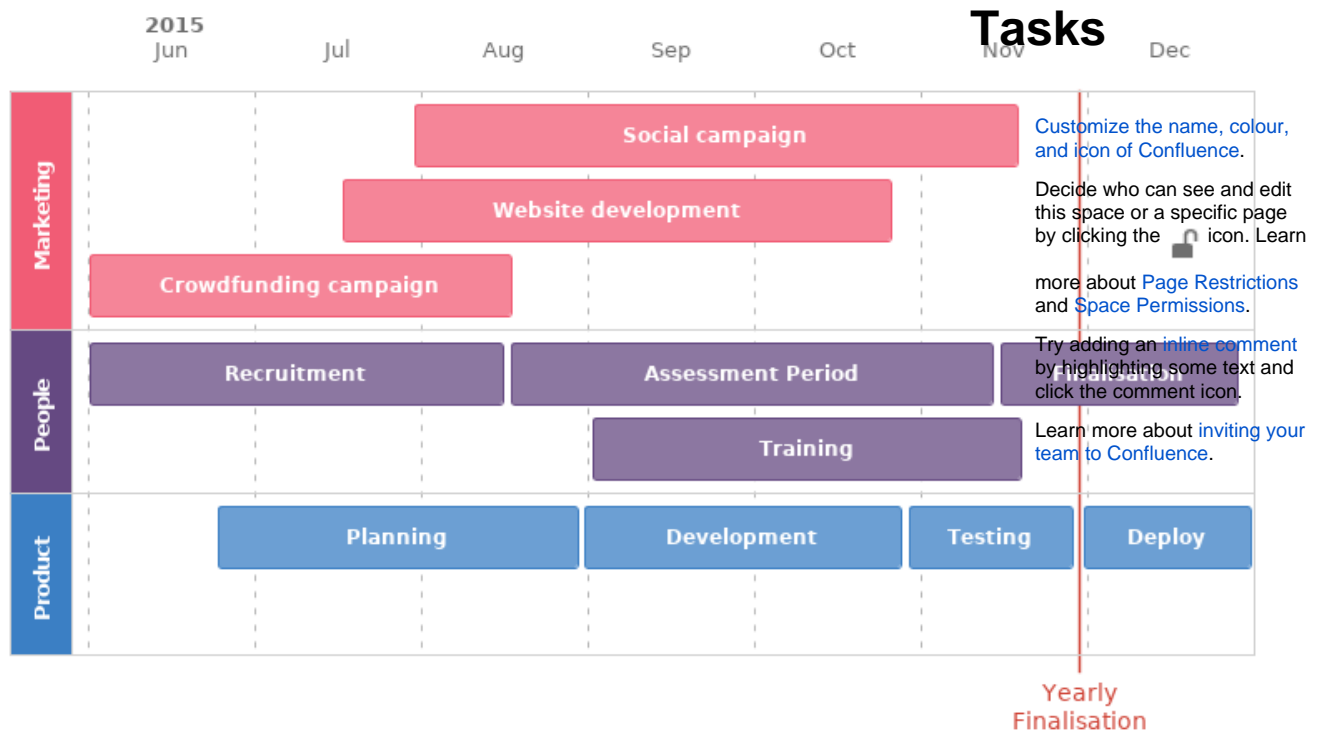 Tasks
2015
Jun Jul Aug Sep Oct Nov Dec
Marketing
Social campaign
Website development
Crowdfunding campaign
People
Recruitment
Assessment Period
Finalisation
Training
Product
Planning
Development
Testing
Deploy
Yearly
Finalisation
Customize the name, colour,
and icon of Confluence.
Decide who can see and edit
this space or a specific page
by clicking the icon. Learn
more about Page Restrictions
and Space Permissions.
Try adding an inline comment
by highlighting some text and
click the comment icon.
Learn more about inviting your
team to Confluence.